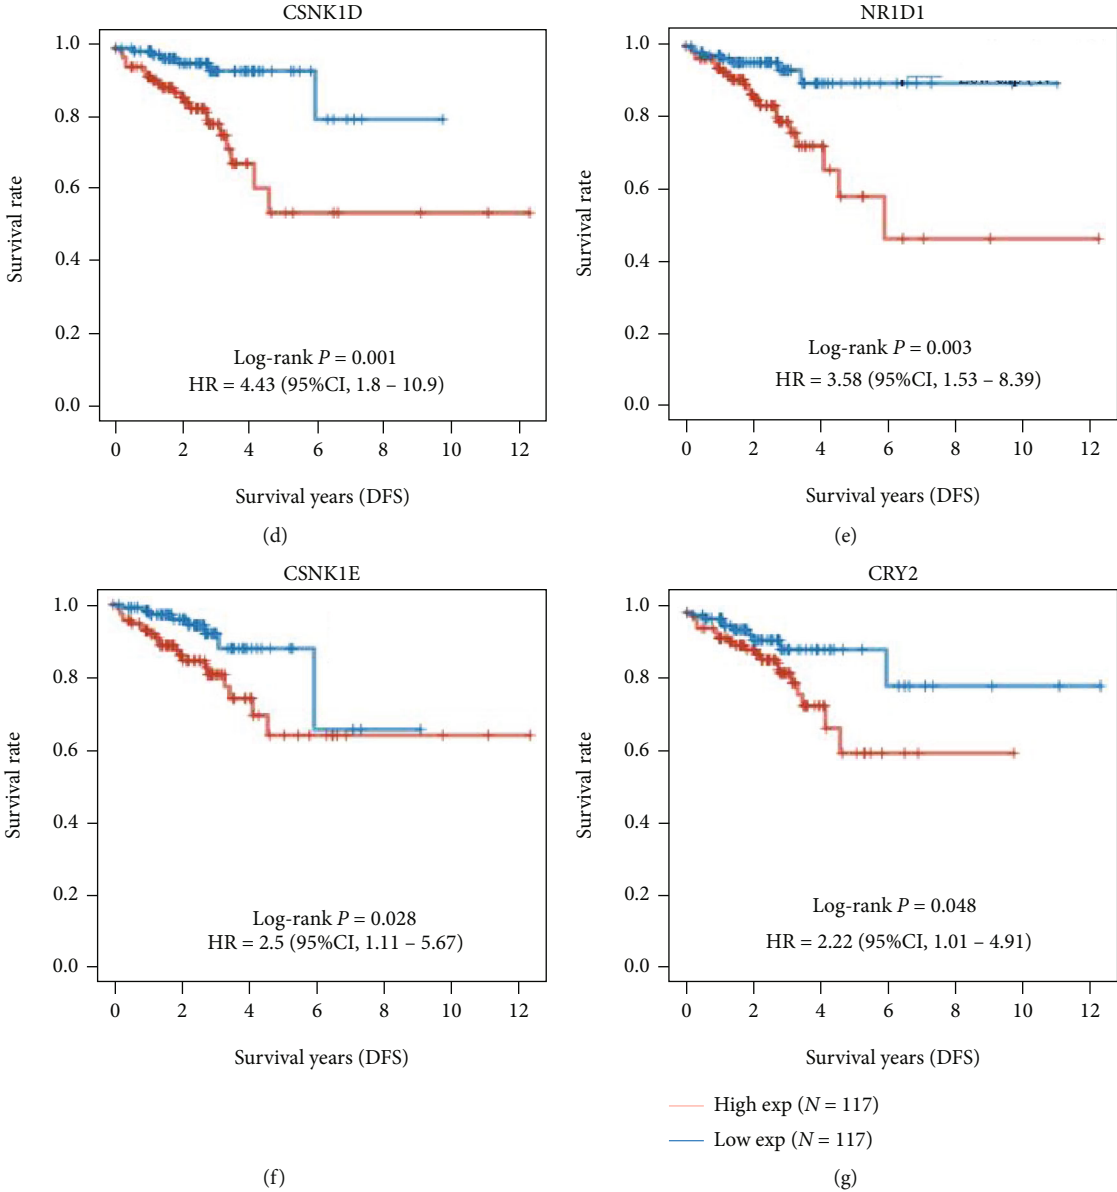 CSNK1D
1.0
0.8
0.6
0.4
0.2
0.0
Survival rate
Log-rank P = 0.001
HR = 4.43 (95%CI, 1.8 – 10.9)
0 2 4 6 8 10 12
Survival years (DFS)
(d)
NR1D1
1.0
0.8
0.6
0.4
0.2
0.0
Survival rate
Log-rank P = 0.003
HR = 3.58 (95%CI, 1.53 – 8.39)
0 2 4 6 8 10 12
Survival years (DFS)
(e)
CSNK1E
1.0
0.8
0.6
0.4
0.2
0.0
Survival rate
Log-rank P = 0.028
HR = 2.5 (95%CI, 1.11 – 5.67)
0 2 4 6 8 10 12
Survival years (DFS)
(f)
CRY2
1.0
0.8
0.6
0.4
0.2
0.0
Survival rate
Log-rank P = 0.048
HR = 2.22 (95%CI, 1.01 – 4.91)
0 2 4 6 8 10 12
Survival years (DFS)
High exp (N = 117)
Low exp (N = 117)
(g)